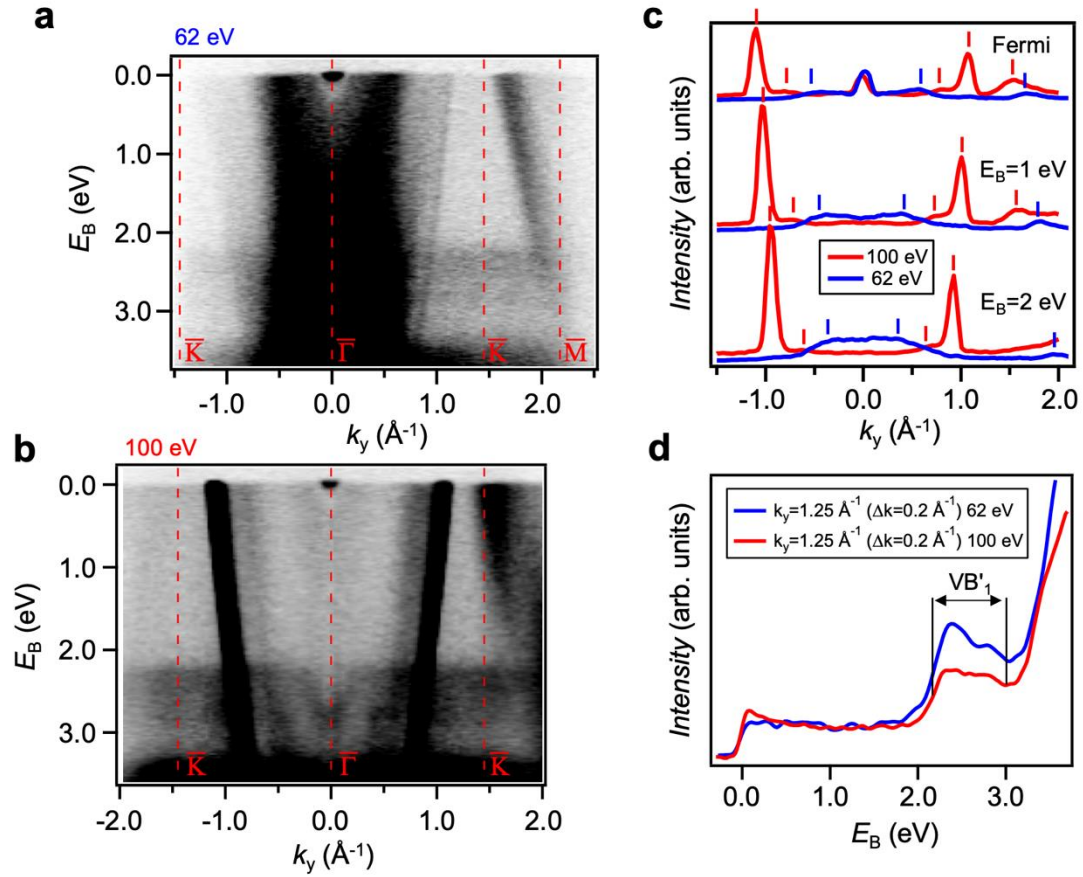 a
62 eV
0.0
1.0
2.0
3.0
E_B (eV)
K̅ Γ̅ K̅ M̅
-1.0 0.0 1.0 2.0
k_y (Å⁻¹)
b
100 eV
0.0
1.0
2.0
3.0
E_B (eV)
K̅ Γ̅ K̅
-2.0 -1.0 0.0 1.0 2.0
k_y (Å⁻¹)
c
Fermi
E_B=1 eV
100 eV
62 eV
E_B=2 eV
Intensity (arb. units)
-1.0 0.0 1.0 2.0
k_y (Å⁻¹)
d
k_y=1.25 Å⁻¹ (Δk=0.2 Å⁻¹) 62 eV
k_y=1.25 Å⁻¹ (Δk=0.2 Å⁻¹) 100 eV
VB'₁
Intensity (arb. units)
0.0 1.0 2.0 3.0
E_B (eV)